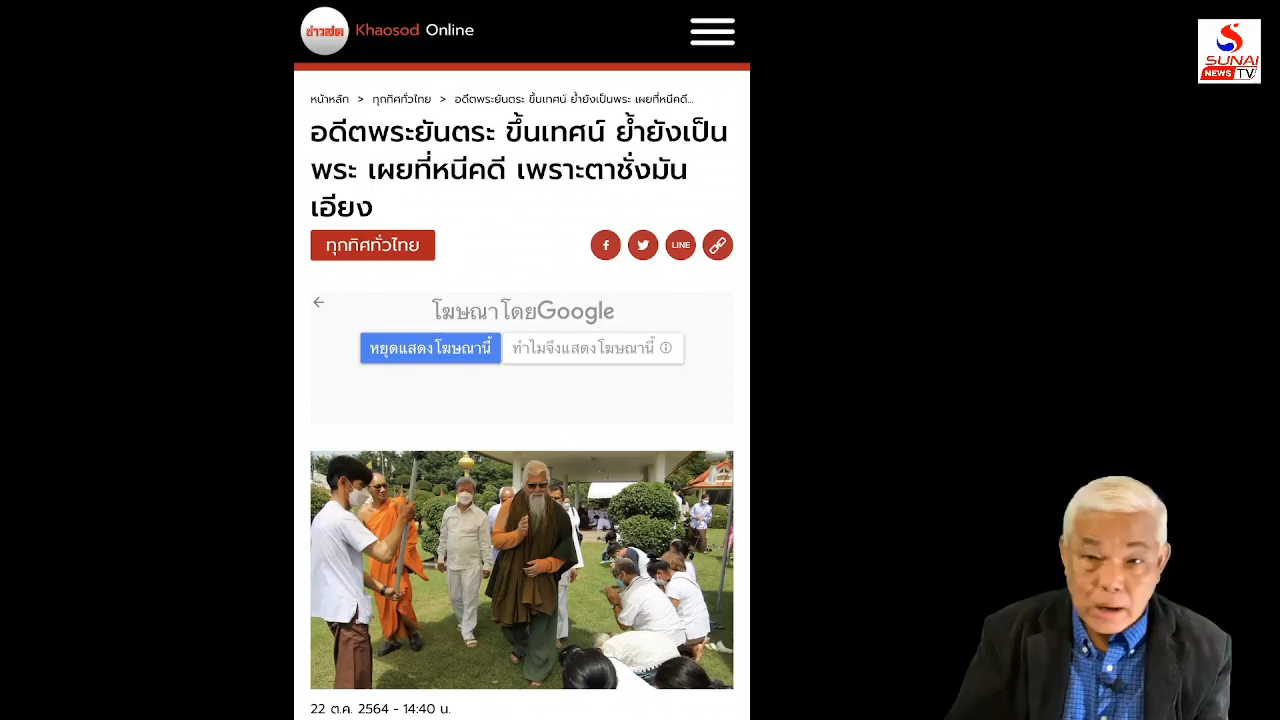 ข่าวสด Khaosod Online
SUNAI
NEWS TV
หน้าหลัก > ทุกทิศทั่วไทย > อดีตพระยันตระ ขึ้นเทศน์ ย้ำยังเป็นพระ เผยที่หนีคดี...
อดีตพระยันตระ ขึ้นเทศน์ ย้ำยังเป็น
พระ เผยที่หนีคดี เพราะตาชั่งมัน
เอียง
ทุกทิศทั่วไทย
LINE
โฆษณาโดยGoogle
หยุดแสดงโฆษณานี้ ทำไมจึงแสดงโฆษณานี้
22 ต.ค. 2564 - 14:40 น.